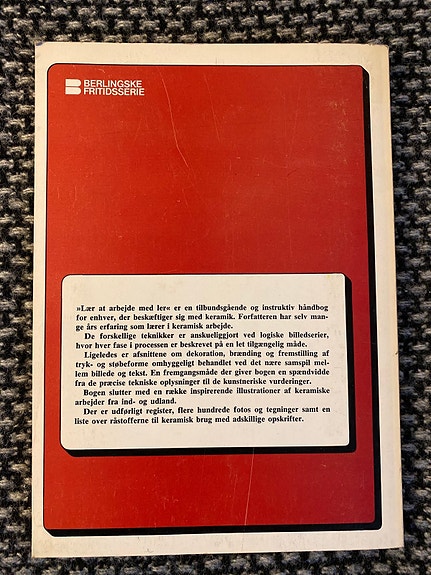 BERLINGSKE
FRITIDSSERIE
»Lær at arbejde med ler« er en tilbundsgående og instruktiv håndbog
for enhver, der beskæftiger sig med keramik. Forfatteren har selv man-
ge års erfaring som lærer i keramisk arbejde.
De forskellige teknikker er anskueliggjort ved logiske billedserier,
hvor hver fase i processen er beskrevet på en let tilgængelig måde.
Ligeledes er afsnittene om dekoration, brænding og fremstilling af
tryk- og støbeforme omhyggeligt behandlet ved det nære samspil mel-
lem billede og tekst. En fremgangsmåde der giver bogen en spændvidde
fra de præcise tekniske oplysninger til de kunstneriske vurderinger.
Bogen slutter med en række inspirerende illustrationer af keramiske
arbejder fra ind- og udland.
Der er udførligt register, flere hundrede fotos og tegninger samt en
liste over råstofferne til keramisk brug med adskillige opskrifter.